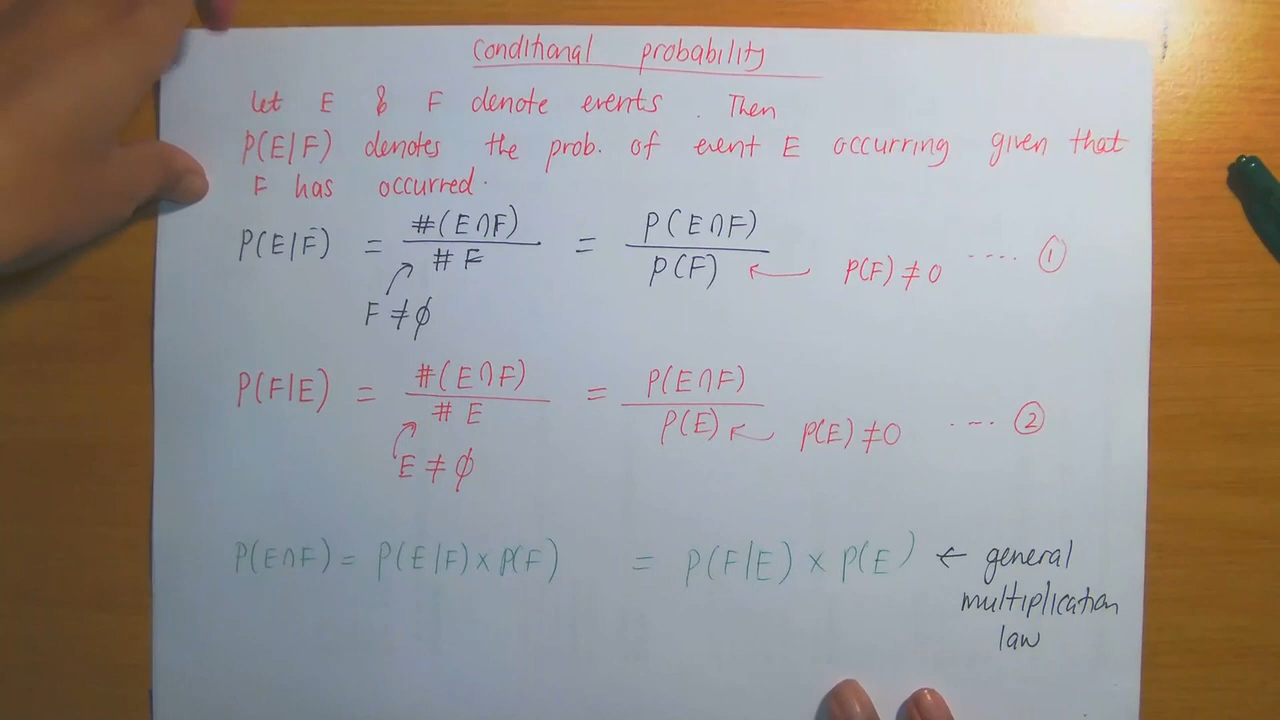 Conditional probability
Let E & F denote events. Then
P(E|F) denotes the prob. of event E occurring given that
F has occurred.
P(E|F) = #(E∩F) / #F = P(E∩F) / P(F) ← P(F) ≠ 0 .... ①
F ≠ ϕ
P(F|E) = #(E∩F) / #E = P(E∩F) / P(E) ← P(E) ≠ 0 .... ②
E ≠ ϕ
P(E∩F) = P(E|F) × P(F) = P(F|E) × P(E) ← general
multiplication
law